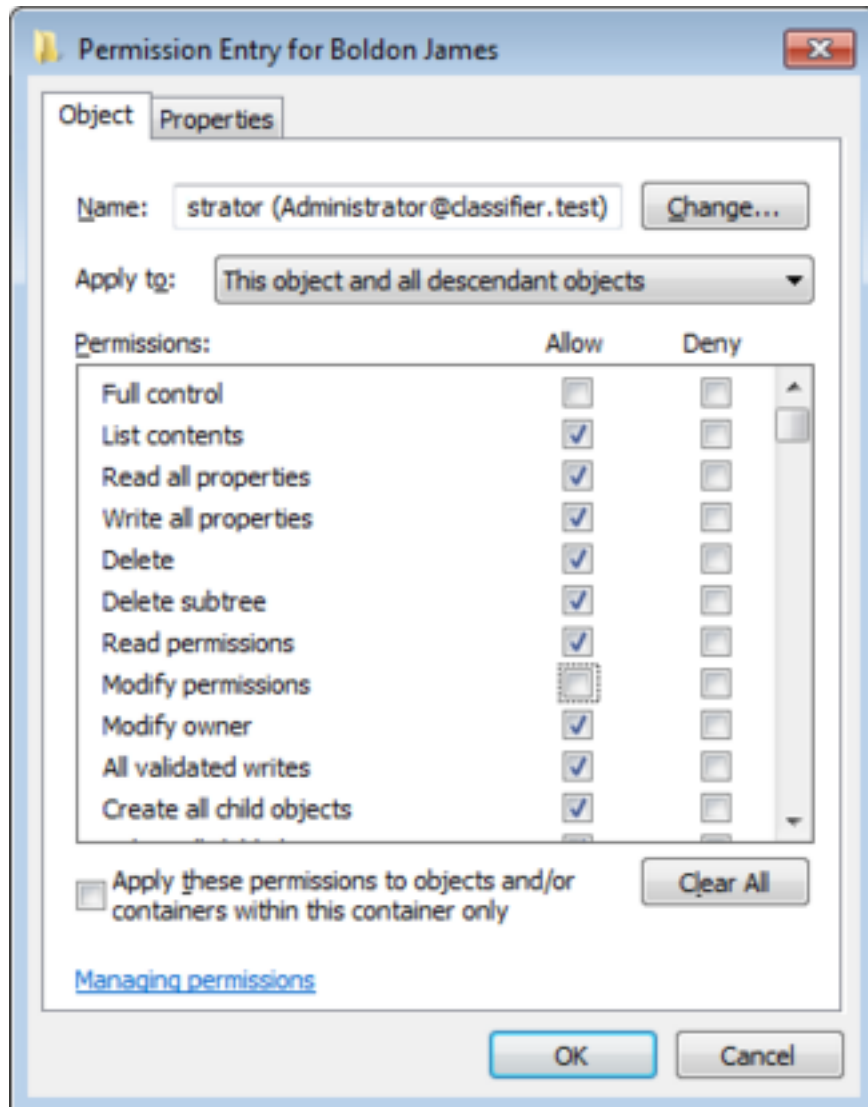 Permission Entry for Boldon James
Object Properties
Name: strator (Administrator@classifier.test) Change...
Apply to: This object and all descendant objects
Permissions: Allow Deny
Full control
List contents
Read all properties
Write all properties
Delete
Delete subtree
Read permissions
Modify permissions
Modify owner
All validated writes
Create all child objects
Apply these permissions to objects and/or
containers within this container only
Clear All
Managing permissions
OK Cancel